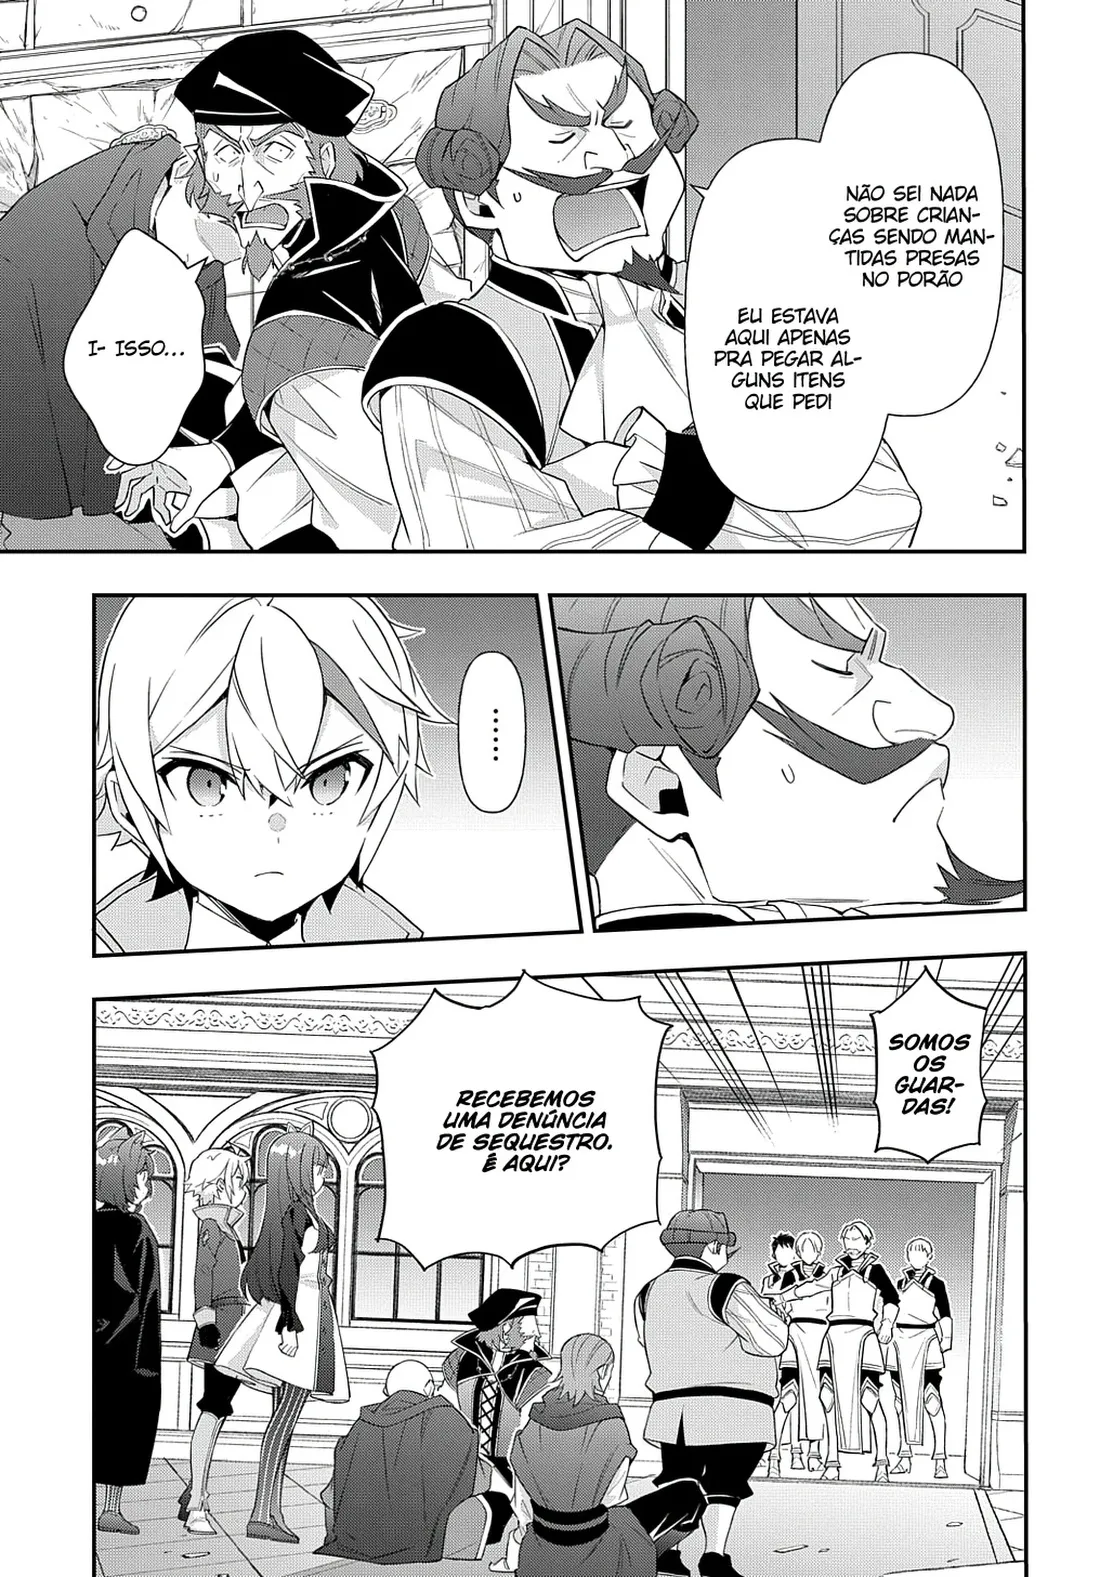 NÃO SEI NADA
SOBRE CRIAN-
ÇAS SENDO MAN-
TIDAS PRESAS
NO PORÃO
EU ESTAVA
AQUI APENAS
PRA PEGAR AL-
GUNS ITENS
QUE PEDI
I- ISSO...
......
SOMOS
OS
GUAR-
DAS!
RECEBEMOS
UMA DENÚNCIA
DE SEQUESTRO.
É AQUI?